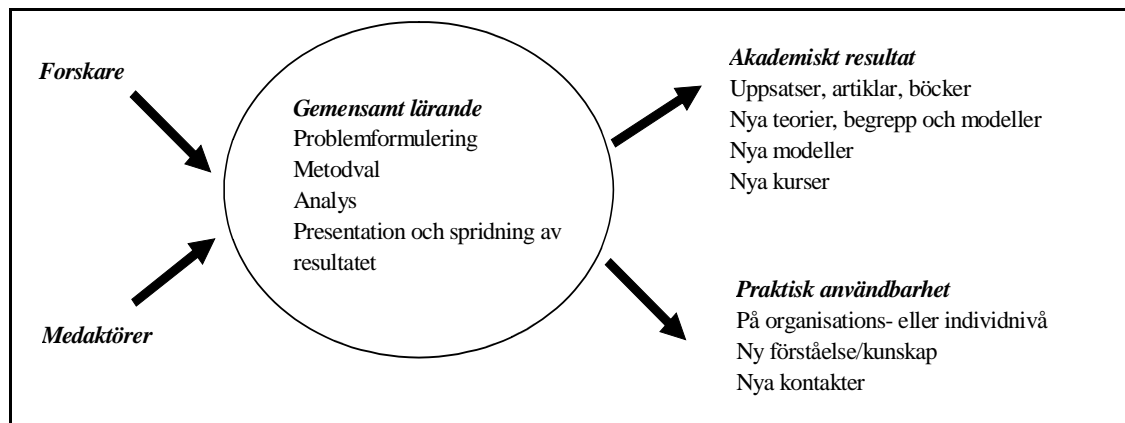 Forskare
Medaktörer
Gemensamt lärande
Problemformulering
Metodval
Analys
Presentation och spridning av
resultatet
Akademiskt resultat
Uppsatser, artiklar, böcker
Nya teorier, begrepp och modeller
Nya modeller
Nya kurser
Praktisk användbarhet
På organisations- eller individnivå
Ny förståelse/kunskap
Nya kontakter